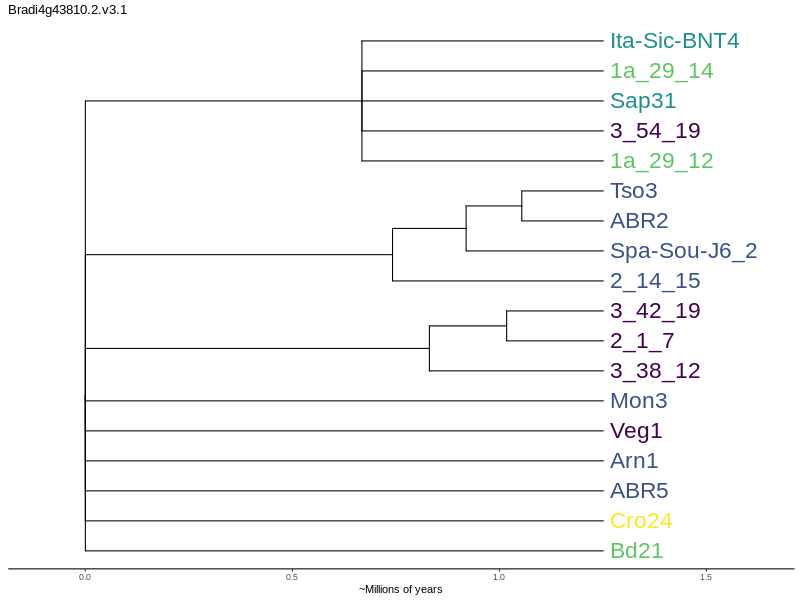 Bradi4g43810.2.v3.1
Ita-Sic-BNT4
1a_29_14
Sap31
3_54_19
1a_29_12
Tso3
ABR2
Spa-Sou-J6_2
2_14_15
3_42_19
2_1_7
3_38_12
Mon3
Veg1
Arn1
ABR5
Cro24
Bd21
0.0 0.5 1.0 1.5
~Millions of years